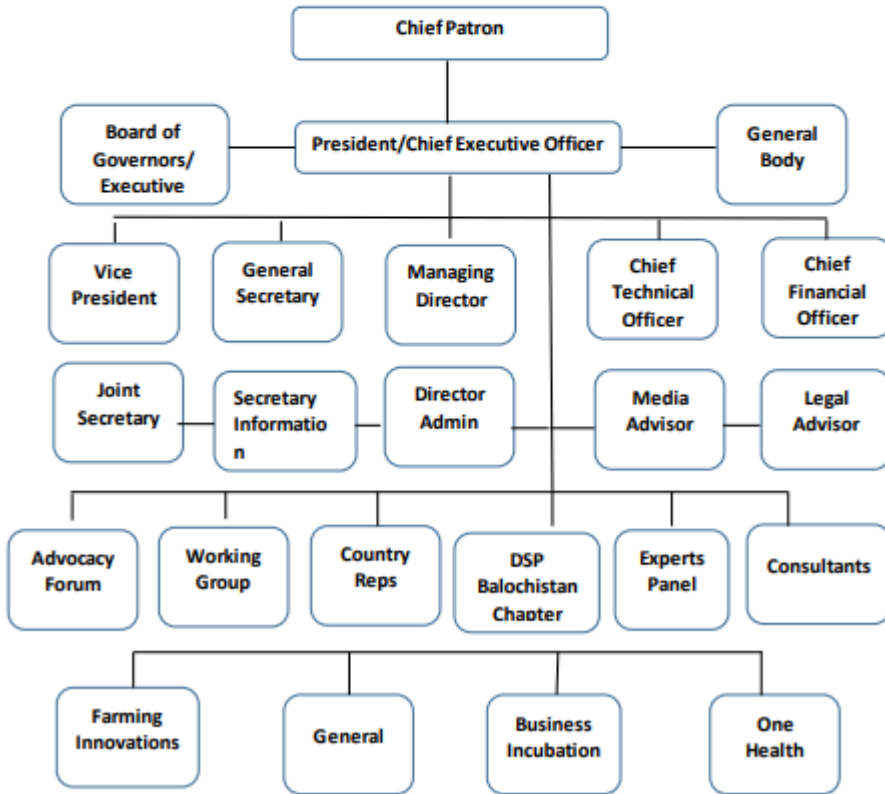 Chief Patron
Board of
Governors/
Executive
President/Chief Executive Officer
General
Body
Vice
President
General
Secretary
Managing
Director
Chief
Technical
Officer
Chief
Financial
Officer
Joint
Secretary
Secretary
Informatio
n
Director
Admin
Media
Advisor
Legal
Advisor
Advocacy
Forum
Working
Group
Country
Reps
DSP
Balochistan
Chapter
Experts
Panel
Consultants
Farming
Innovations
General
Business
Incubation
One
Health